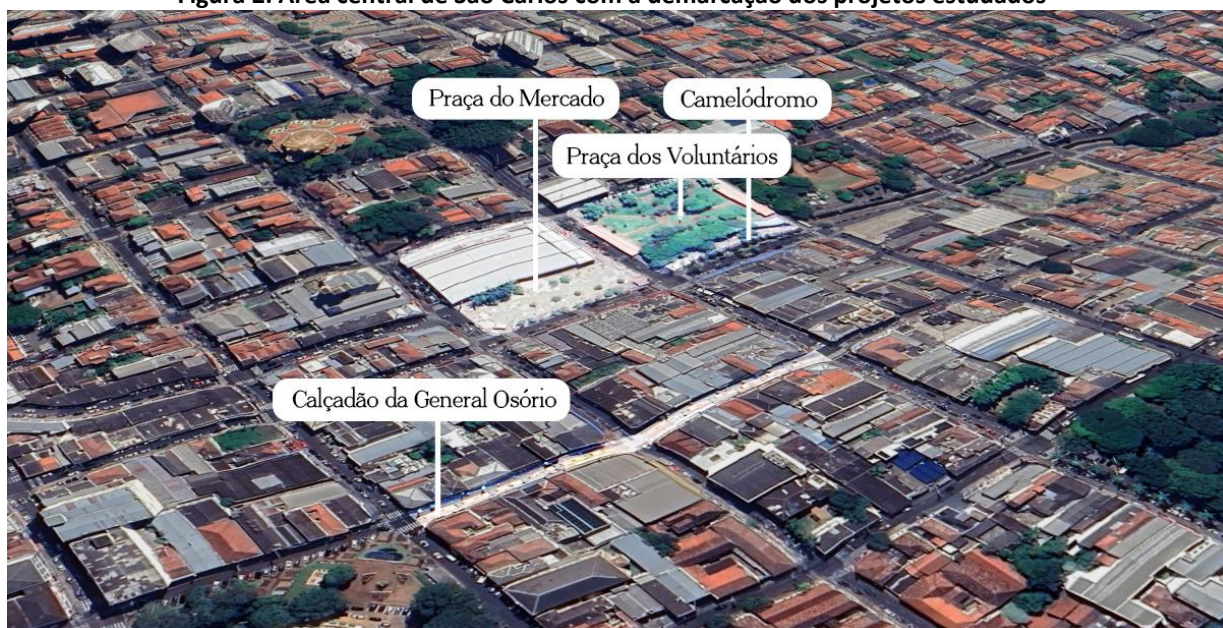 Figura 2. Área central de São Carlos com a demarcação dos projetos estudados
Praça do Mercado
Camelódromo
Praça dos Voluntários
Calçadão da General Osório